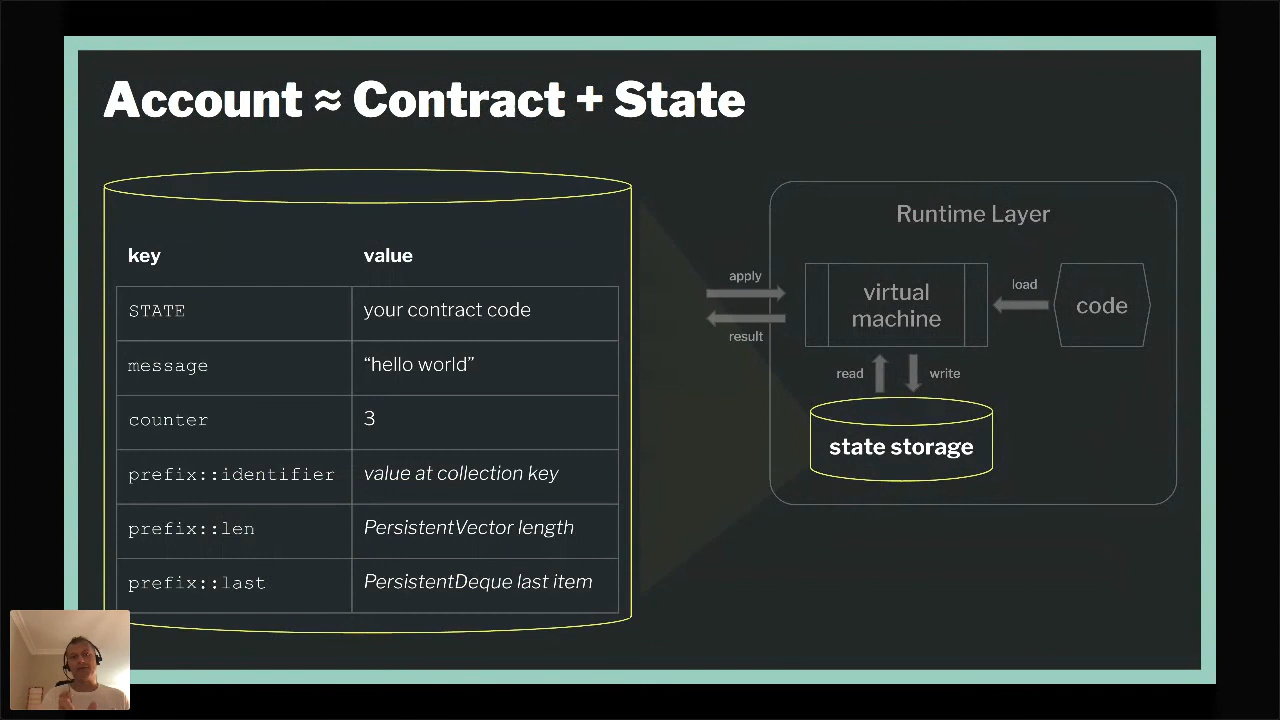 Account ≈ Contract + State
key value
STATE your contract code
message “hello world”
counter 3
prefix::identifier value at collection key
prefix::len PersistentVector length
prefix::last PersistentDeque last item
Runtime Layer
apply
result
virtual
machine
load
code
read
write
state storage